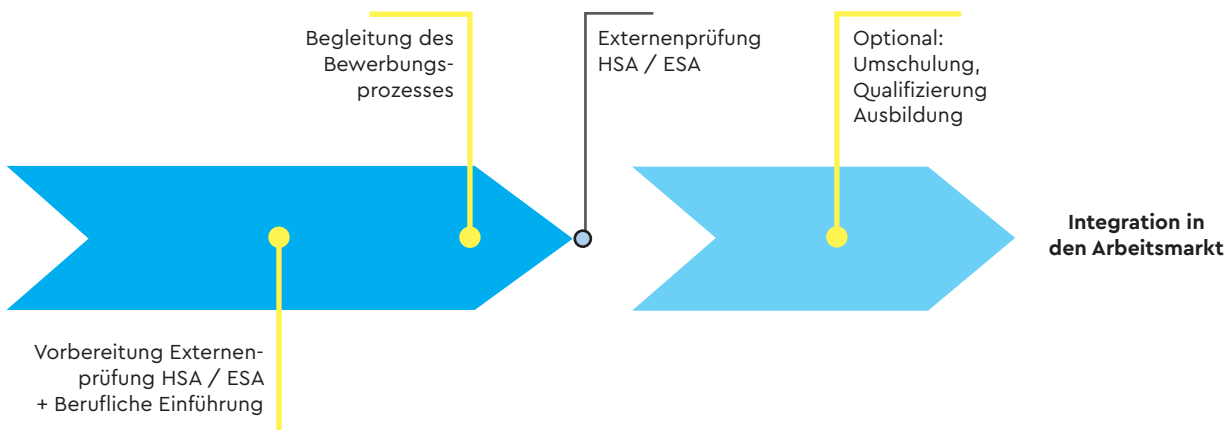 Begleitung des
Bewerbungs-
prozesses
Externenprüfung
HSA / ESA
Optional:
Umschulung,
Qualifizierung
Ausbildung
Integration in
den Arbeitsmarkt
Vorbereitung Externen-
prüfung HSA / ESA
+ Berufliche Einführung